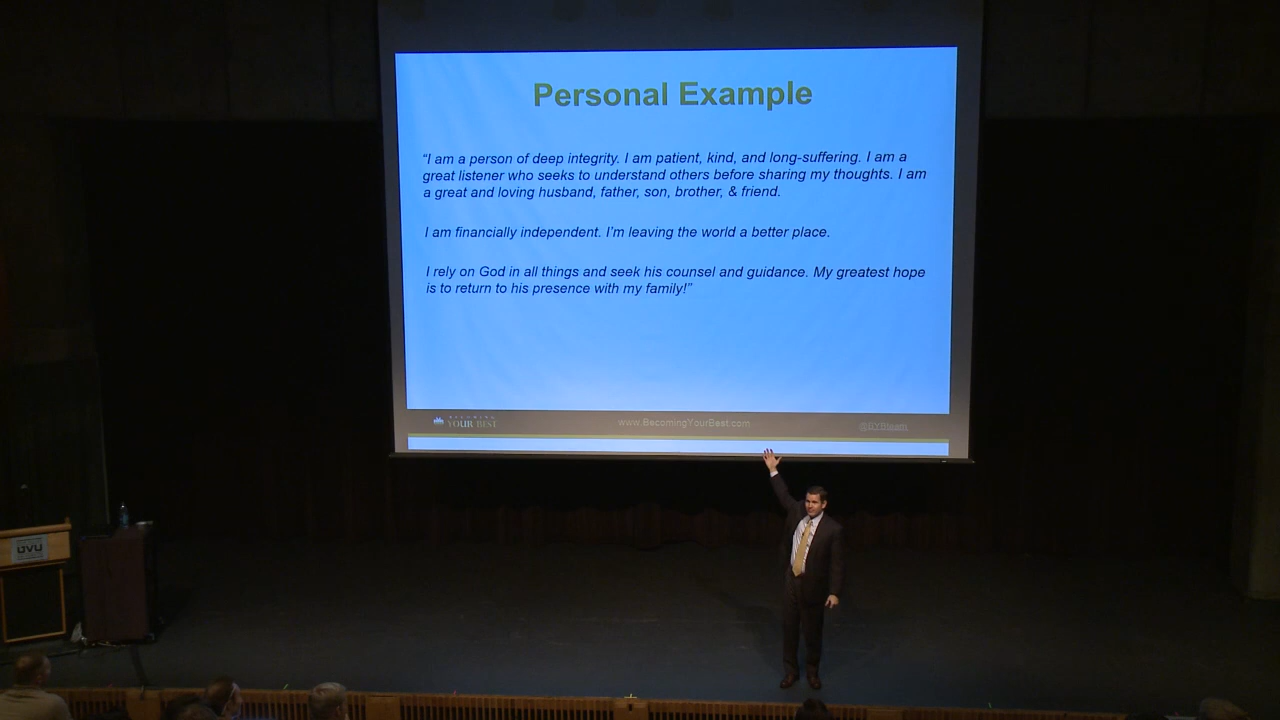 Personal Example
“I am a person of deep integrity. I am patient, kind, and long-suffering. I am a
great listener who seeks to understand others before sharing my thoughts. I am
a great and loving husband, father, son, brother, & friend.
I am financially independent. I'm leaving the world a better place.
I rely on God in all things and seek his counsel and guidance. My greatest hope
is to return to his presence with my family!”
BECOMING
YOUR BEST
www.BecomingYourBest.com
UVU